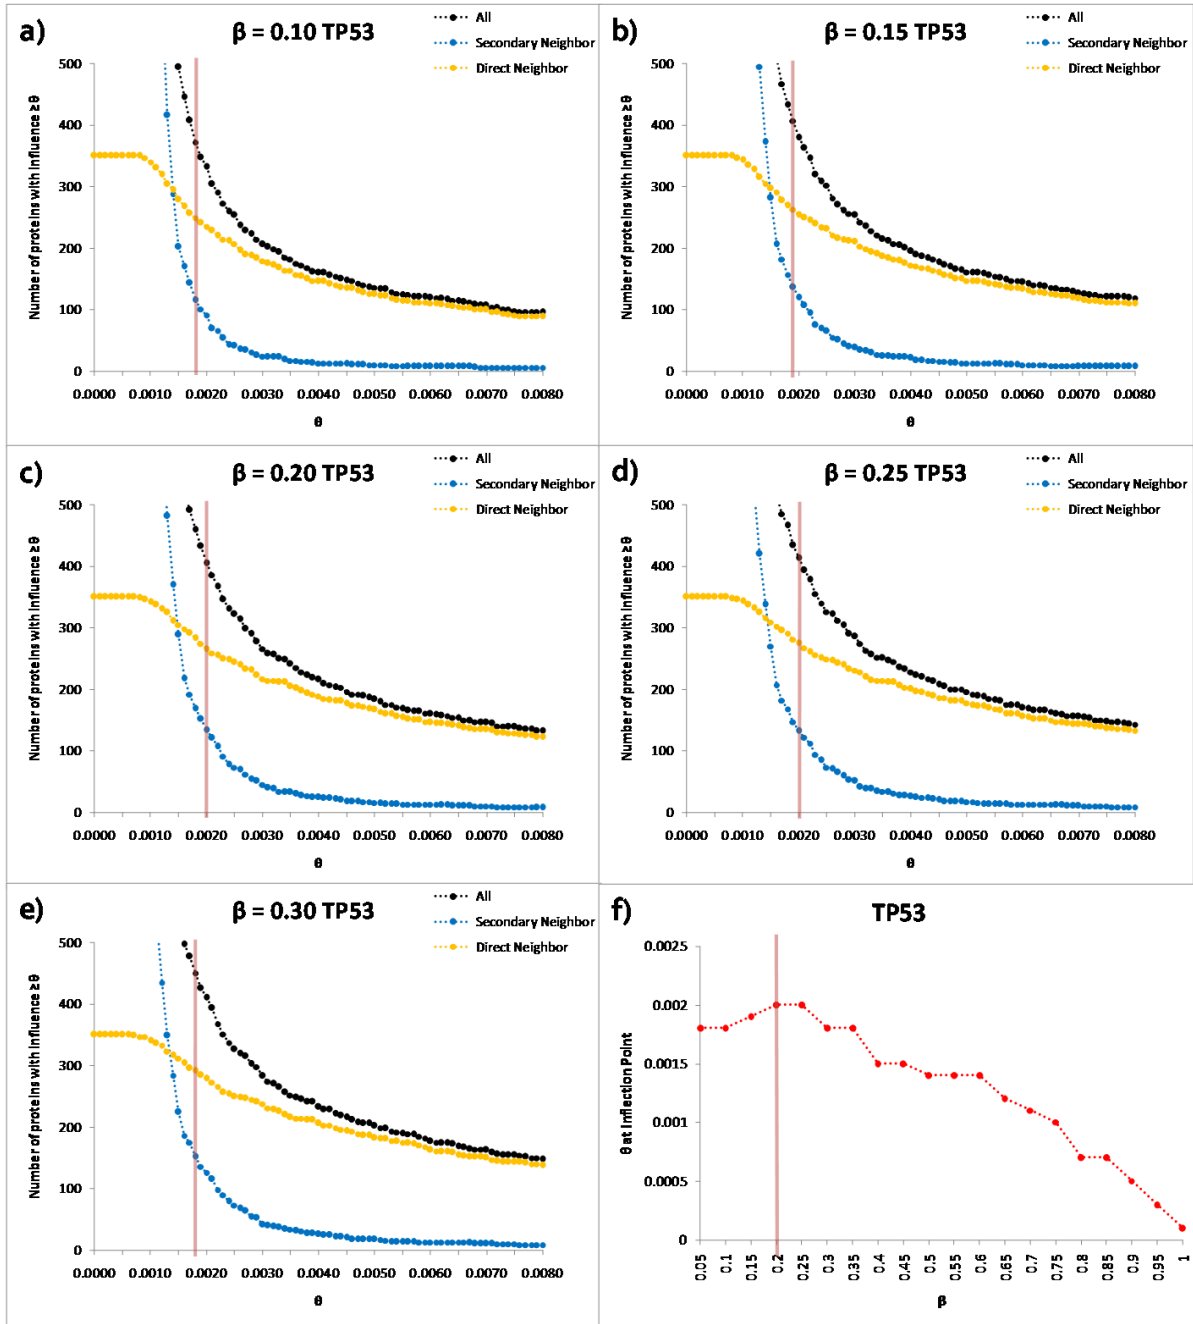 a)
β = 0.10 TP53
All
Secondary Neighbor
Direct Neighbor
Number of proteins with influence ≥ θ
500
400
300
200
100
0
0.0000 0.0010 0.0020 0.0030 0.0040 0.0050 0.0060 0.0070 0.0080
θ
b)
β = 0.15 TP53
All
Secondary Neighbor
Direct Neighbor
Number of proteins with influence ≥ θ
500
400
300
200
100
0
0.0000 0.0010 0.0020 0.0030 0.0040 0.0050 0.0060 0.0070 0.0080
θ
c)
β = 0.20 TP53
All
Secondary Neighbor
Direct Neighbor
Number of proteins with influence ≥ θ
500
400
300
200
100
0
0.0000 0.0010 0.0020 0.0030 0.0040 0.0050 0.0060 0.0070 0.0080
θ
d)
β = 0.25 TP53
All
Secondary Neighbor
Direct Neighbor
Number of proteins with influence ≥ θ
500
400
300
200
100
0
0.0000 0.0010 0.0020 0.0030 0.0040 0.0050 0.0060 0.0070 0.0080
θ
e)
β = 0.30 TP53
All
Secondary Neighbor
Direct Neighbor
Number of proteins with influence ≥ θ
500
400
300
200
100
0
0.0000 0.0010 0.0020 0.0030 0.0040 0.0050 0.0060 0.0070 0.0080
θ
f)
TP53
θ at Inflection Point
0.0025
0.002
0.0015
0.001
0.0005
0
0.05 0.1 0.15 0.2 0.25 0.3 0.35 0.4 0.45 0.5 0.55 0.6 0.65 0.7 0.75 0.8 0.85 0.9 0.95 1
β